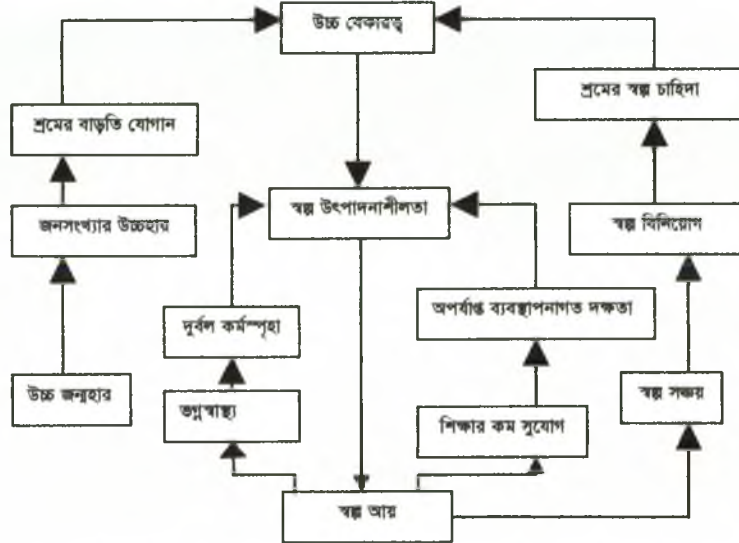 উচ্চ বেকারত্ব
শ্রমের স্বল্প চাহিদা
শ্রমের বাড়তি যোগান
স্বল্প উৎপাদনাশীলতা
জনসংখ্যার উচ্চহার
স্বল্প বিনিয়োগ
দুর্বল কর্মস্পৃহা
অপর্যাপ্ত ব্যবস্থাপনাগত দক্ষতা
উচ্চ জন্মহার
ভগ্নস্বাস্থ্য
স্বল্প সঞ্চয়
শিক্ষার কম সুযোগ
স্বল্প আয়